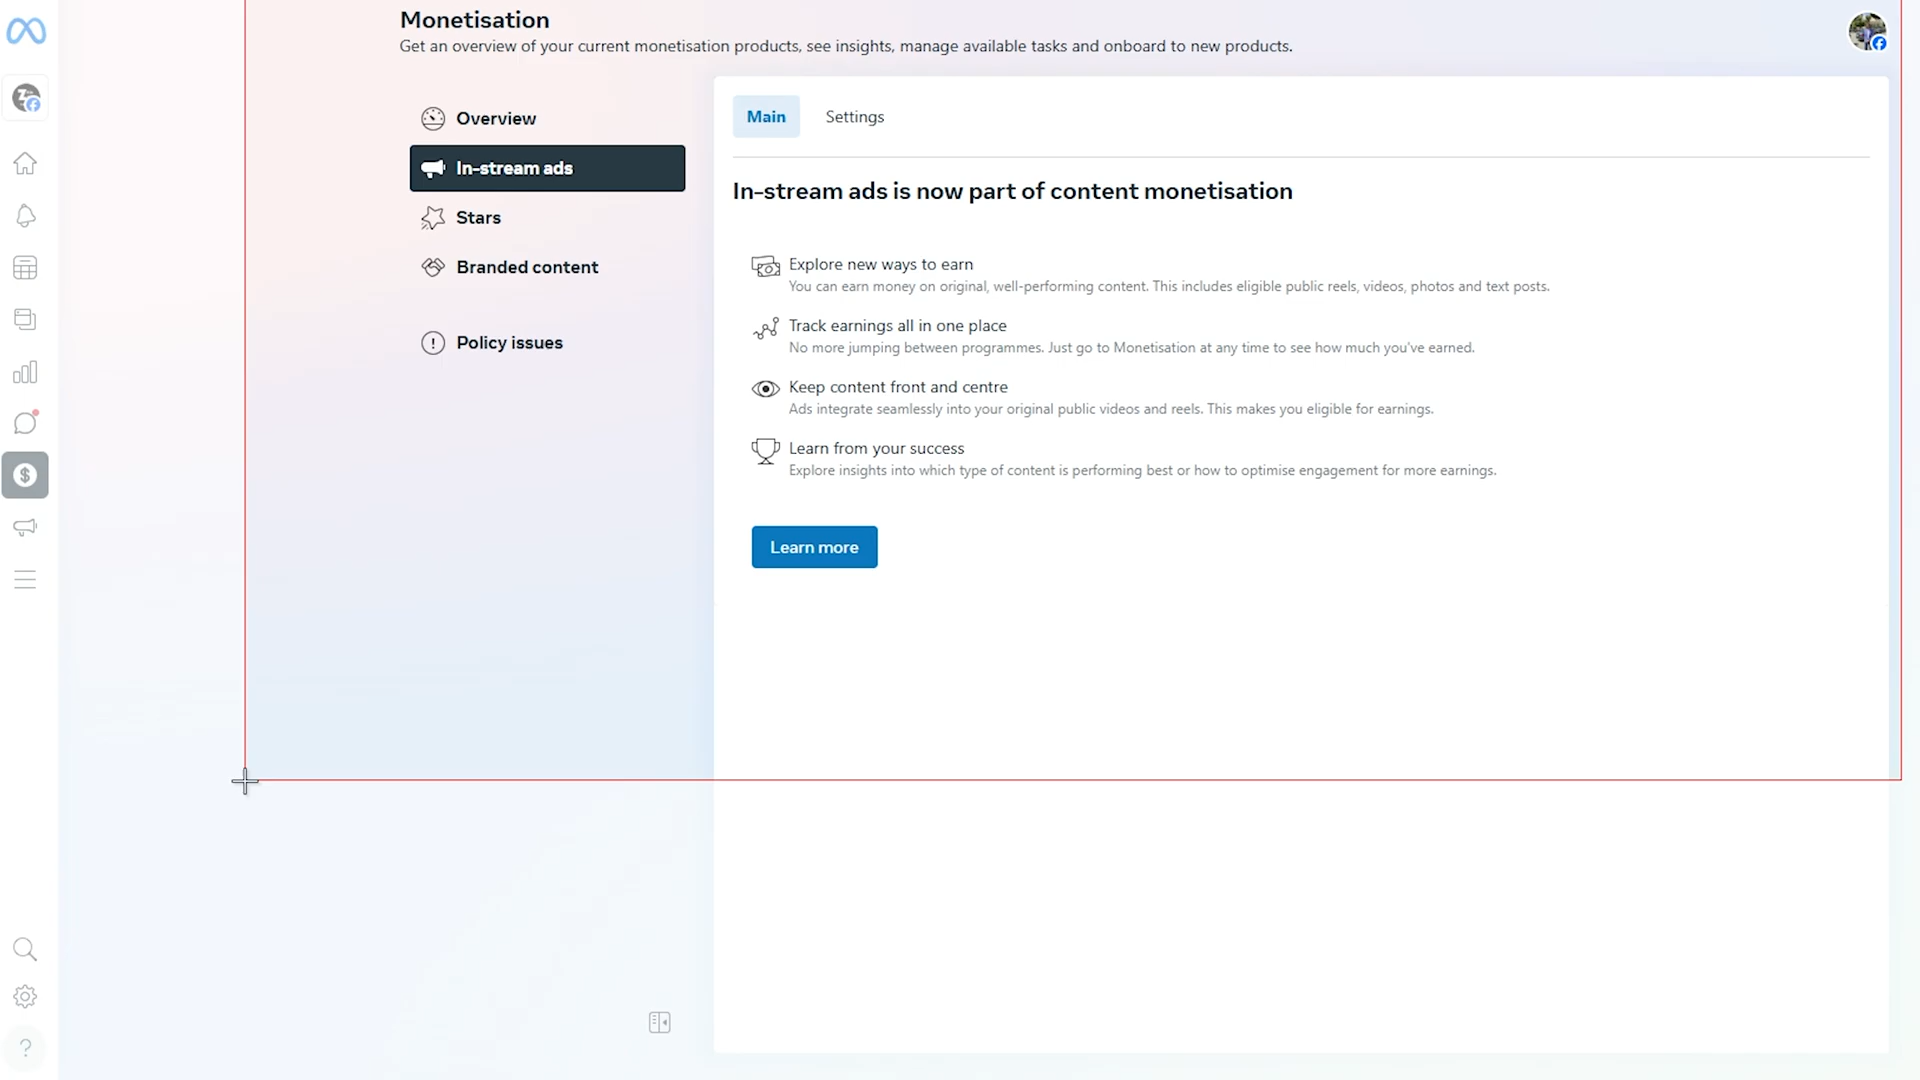 Monetisation
Get an overview of your current monetisation products, see insights, manage available tasks and onboard to new products.
Overview
In-stream ads
Stars
Branded content
Policy issues
Main
Settings
In-stream ads is now part of content monetisation
Explore new ways to earn
You can earn money on original, well-performing content. This includes eligible public reels, videos, photos and text posts.
Track earnings all in one place
No more jumping between programmes. Just go to Monetisation at any time to see how much you've earned.
Keep content front and centre
Ads integrate seamlessly into your original public videos and reels. This makes you eligible for earnings.
Learn from your success
Explore insights into which type of content is performing best or how to optimise engagement for more earnings.
Learn more